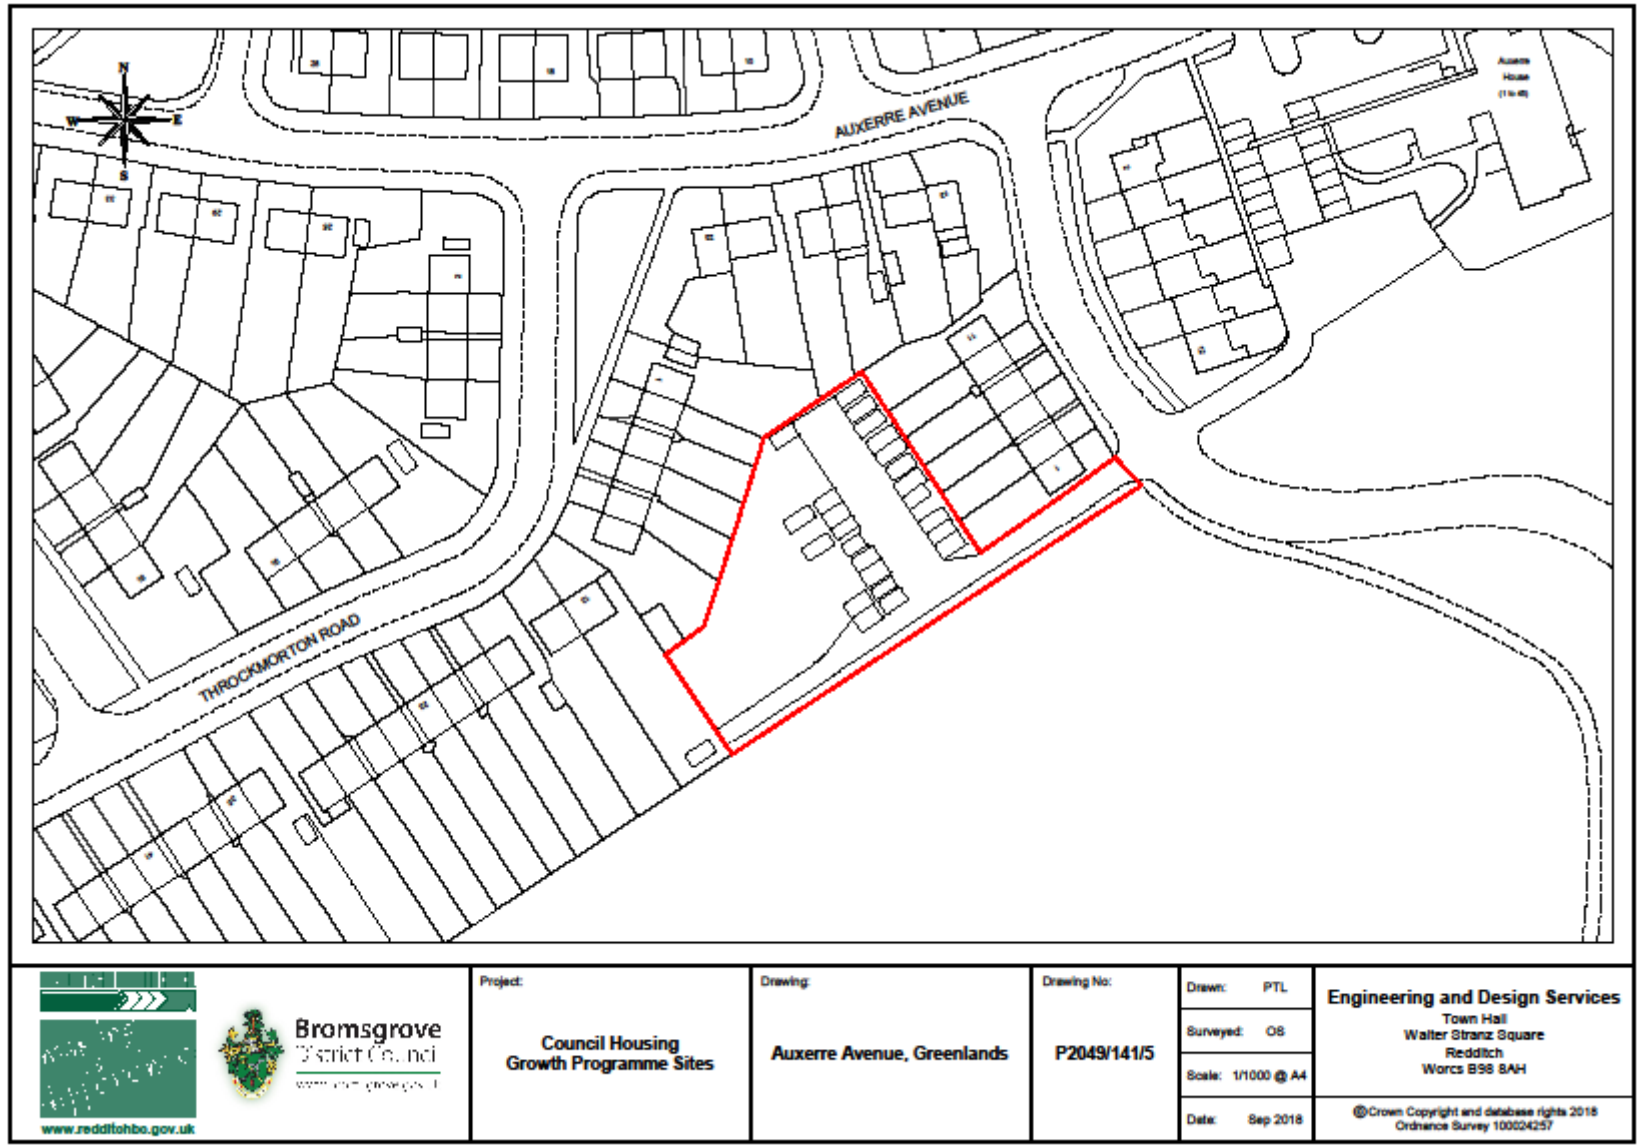 N
W
E
S
AUXERRE AVENUE
Auxerre
House
THROCKMORTON ROAD
11
Project:
Council Housing
Growth Programme Sites
Drawing:
Auxerre Avenue, Greenlands
Drawing No:
P2049/141/5
Drawn: PTL
Surveyed: OS
Scale: 1/1000 @ A4
Date: Sep 2018
Engineering and Design Services
Town Hall
Walter Stranz Square
Redditch
Worcs B98 8AH
©Crown Copyright and database rights 2018
Ordnance Survey 100024257
Bromsgrove
District Council
www.redditchbc.gov.uk